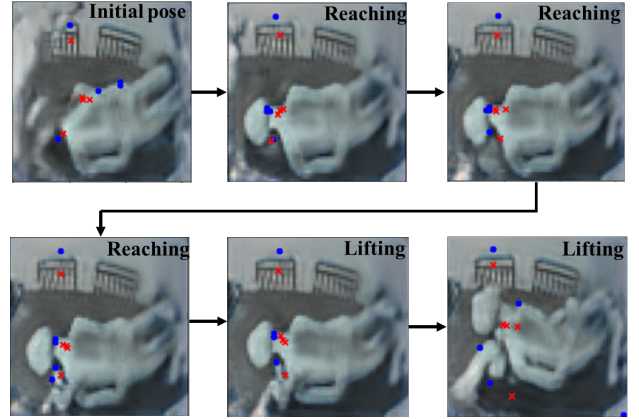 Initial pose
Reaching
Reaching
Reaching
Lifting
Lifting